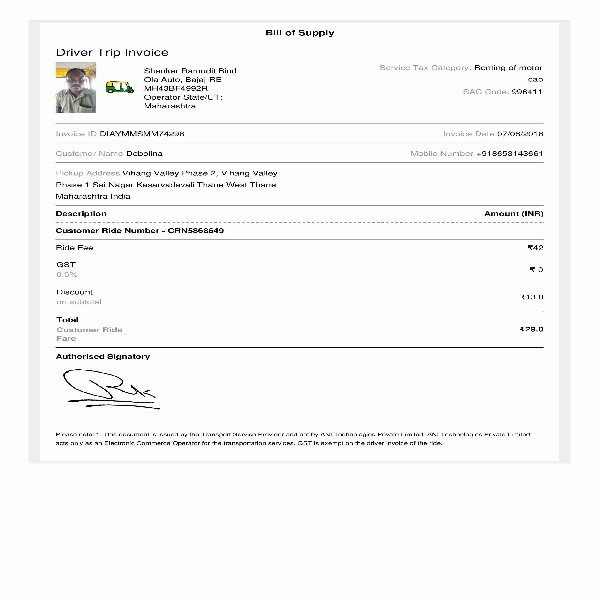 Bill of Supply
Driver Trip Invoice
Shankar Ramudit Bind
Ola Auto, Bajaj RE
MH43BF4992R
Operator State/UT:
Maharashtra
Service Tax Category: Renting of motor
cab
SAC Code: 996411
Invoice ID DIAYMMSMM74298
Invoice Date 07/08/2018
Customer Name Debolina
Mobile Number +918658143661
Pickup Address Vihang Valley Phase 2, Vihang Valley
Phase 1 Sai Nagar Kasarvadavali Thane West Thane
Maharashtra India
Description Amount (INR)
Customer Ride Number - CRN5868649
Ride Fee ₹42
GST ₹ 0
0.0%
Discount ₹13.0
on subtotal
Total
Customer Ride ₹29.0
Fare
Authorised Signatory
Please note: This document is issued by the Transport Service Provider and not by ANI Technologies Private Limited. ANI Technologies Private Limited
acts only as an Electronic Commerce Operator for the transportation services. GST is exempt on the driver invoice of the ride.